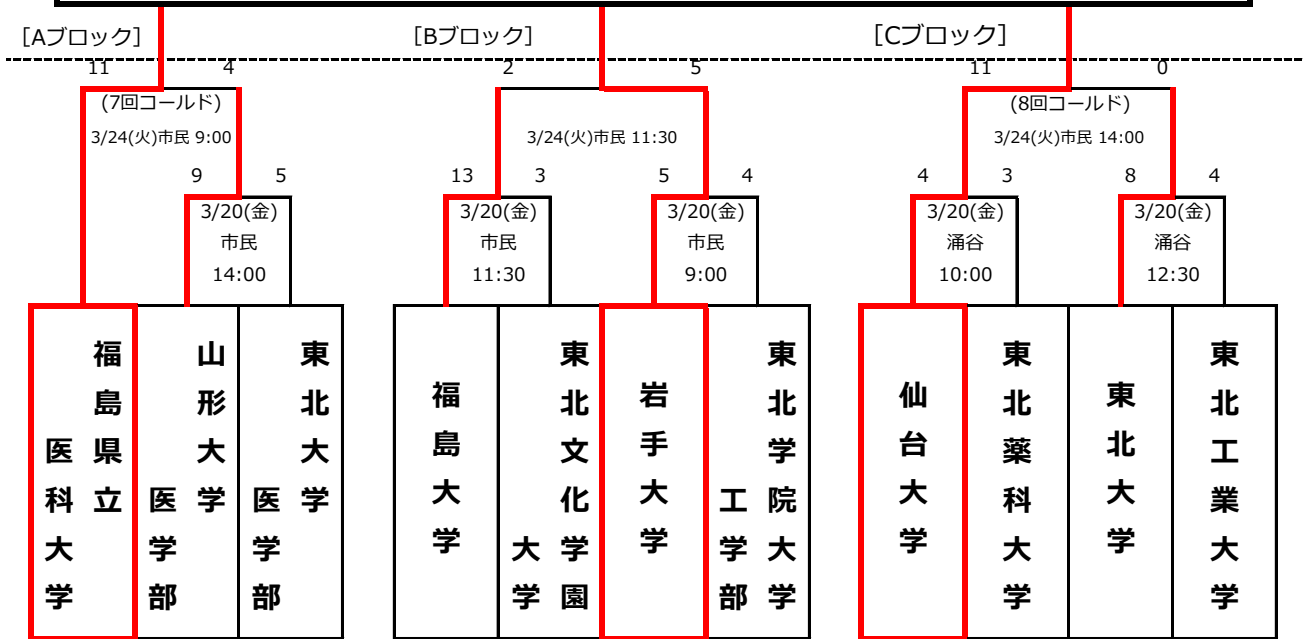 [Aブロック]
[Bブロック]
[Cブロック]
11 4
2 5
11 0
(7回コールド)
(8回コールド)
3/24(火)市民 9:00
3/24(火)市民 11:30
3/24(火)市民 14:00
9 5
13 3
5 4
4 3
8 4
3/20(金)
市民
14:00
3/20(金)
市民
11:30
3/20(金)
市民
9:00
3/20(金)
涌谷
10:00
3/20(金)
涌谷
12:30
福島県立
医科大学
山形大学
医学部
東北大学
医学部
福島大学
東北文化学園
大学
岩手大学
東北学院大学
工学部
仙台大学
東北薬科大学
東北大学
東北工業大学